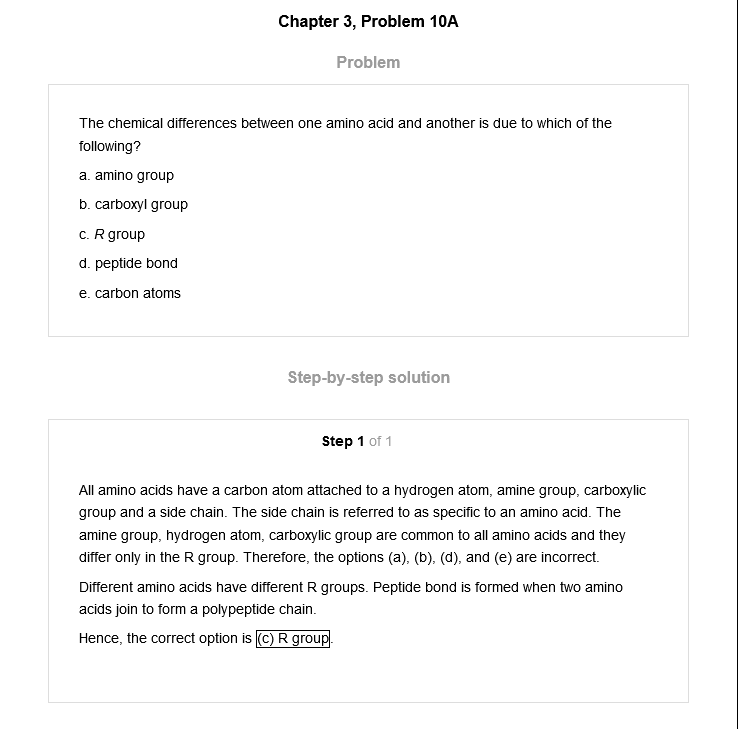 Chapter 3, Problem 10A
Problem
The chemical differences between one amino acid and another is due to which of the
following?
a. amino group
b. carboxyl group
c. R group
d. peptide bond
e. carbon atoms
Step-by-step solution
Step 1 of 1
All amino acids have a carbon atom attached to a hydrogen atom, amine group, carboxylic
group and a side chain. The side chain is referred to as specific to an amino acid. The
amine group, hydrogen atom, carboxylic group are common to all amino acids and they
differ only in the R group. Therefore, the options (a), (b), (d), and (e) are incorrect.
Different amino acids have different R groups. Peptide bond is formed when two amino
acids join to form a polypeptide chain.
Hence, the correct option is (c) R group.